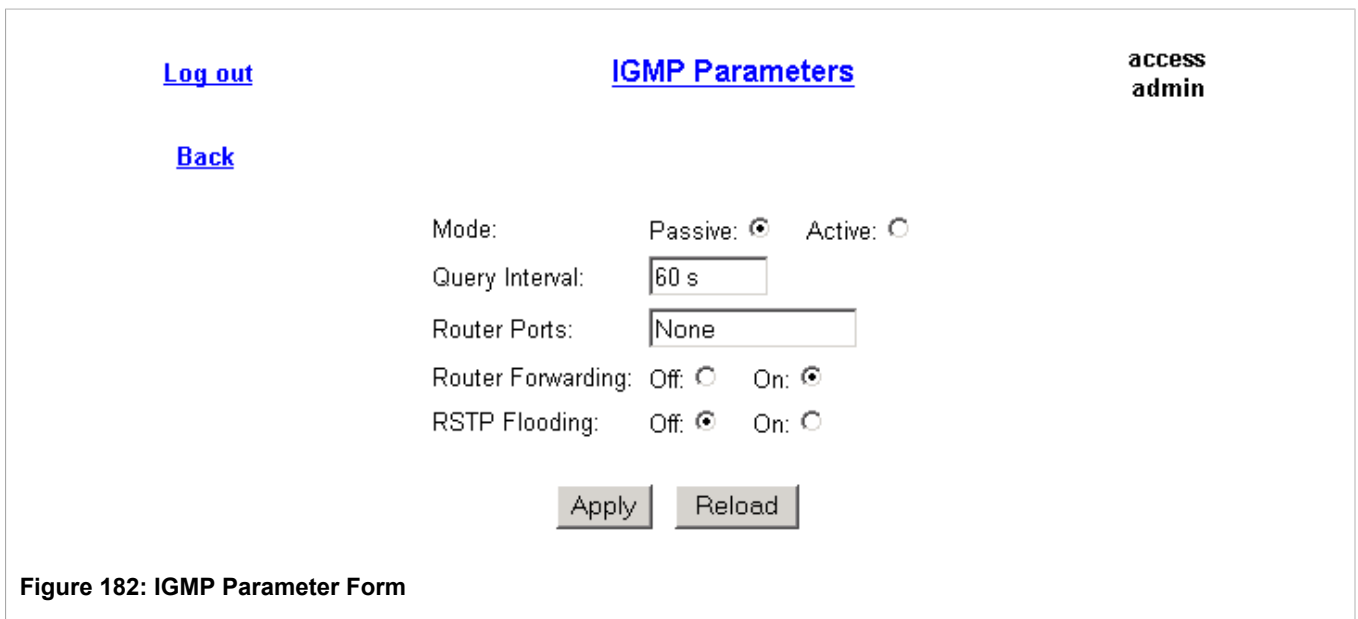 Log out
IGMP Parameters
access
admin
Back
Mode: Passive: Active:
Query Interval: 60 s
Router Ports: None
Router Forwarding: Off: On:
RSTP Flooding: Off: On:
Apply Reload
Figure 182: IGMP Parameter Form